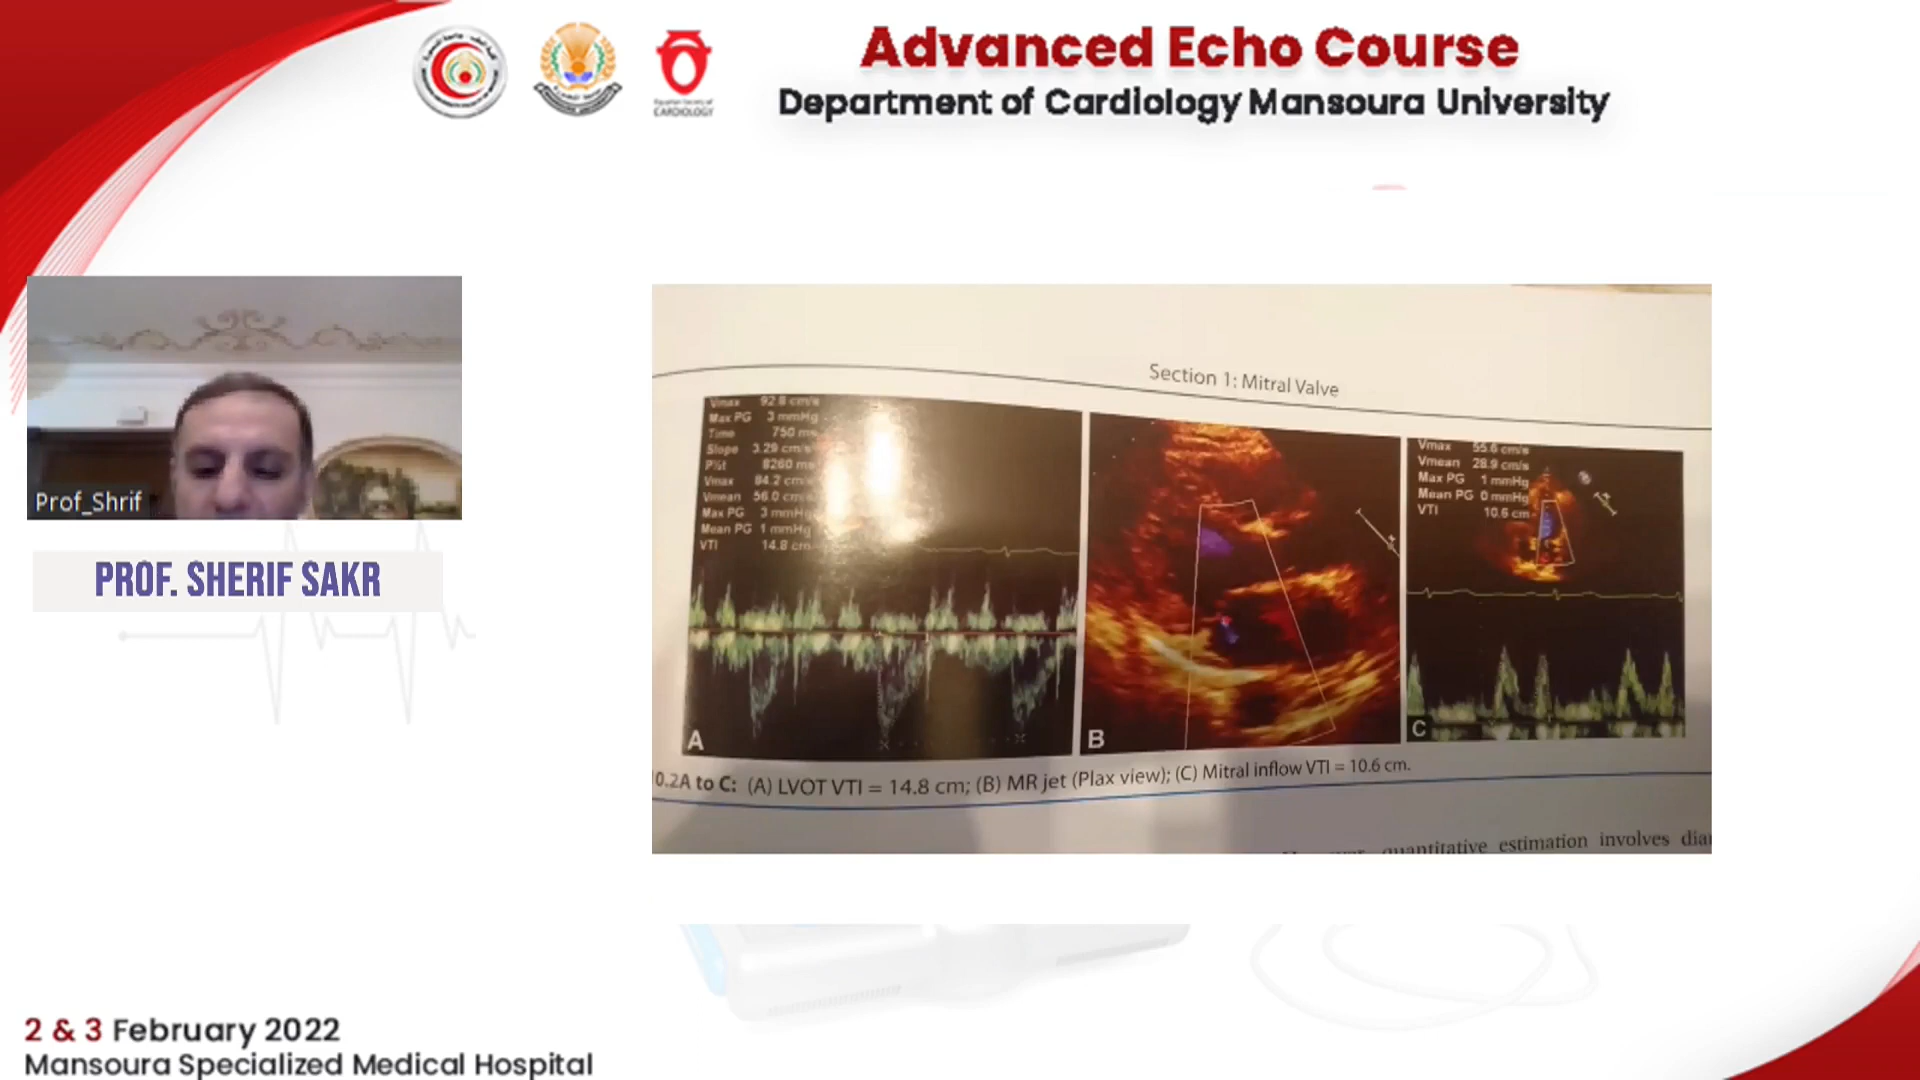 Advanced Echo Course
Department of Cardiology Mansoura University
CARDIOLOGY
Prof_Shrif
PROF. SHERIF SAKR
Section 1: Mitral Valve
Vmax 92.8 cm/s
Max PG 3 mmHg
Time 750 ms
Slope 3.29 cm/s
P½t 8260 ms
Vmax 84.2 cm/s
Vmean 56.0 cm/s
Max PG 3 mmHg
Mean PG 1 mmHg
VTI 14.8 cm
A
B
Vmax 55.6 cm/s
Vmean 28.9 cm/s
Max PG 1 mmHg
Mean PG 0 mmHg
VTI 10.6 cm
C
0.2A to C: (A) LVOT VTI = 14.8 cm; (B) MR jet (Plax view); (C) Mitral inflow VTI = 10.6 cm.
quantitative estimation involves dia
2 & 3 February 2022
Mansoura Specialized Medical Hospital